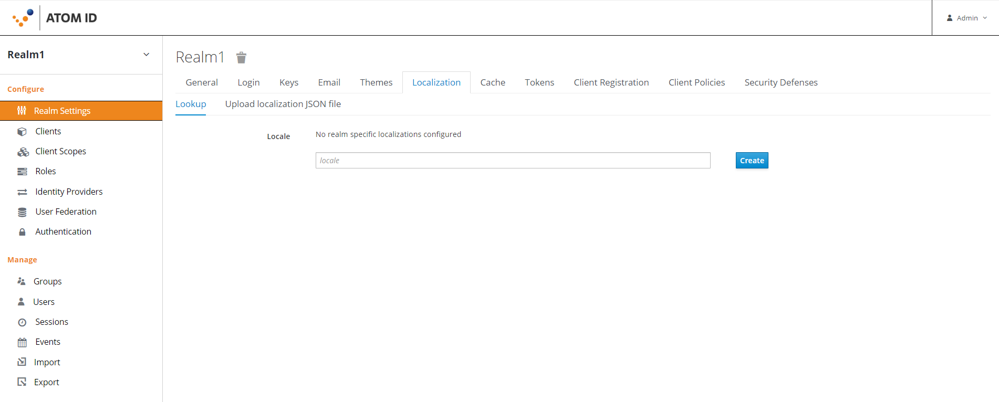 ATOM ID
Admin
Realm1
Configure
Realm Settings
Clients
Client Scopes
Roles
Identity Providers
User Federation
Authentication
Manage
Groups
Users
Sessions
Events
Import
Export
Realm1
General Login Keys Email Themes Localization Cache Tokens Client Registration Client Policies Security Defenses
Lookup Upload localization JSON file
Locale No realm specific localizations configured
locale Create